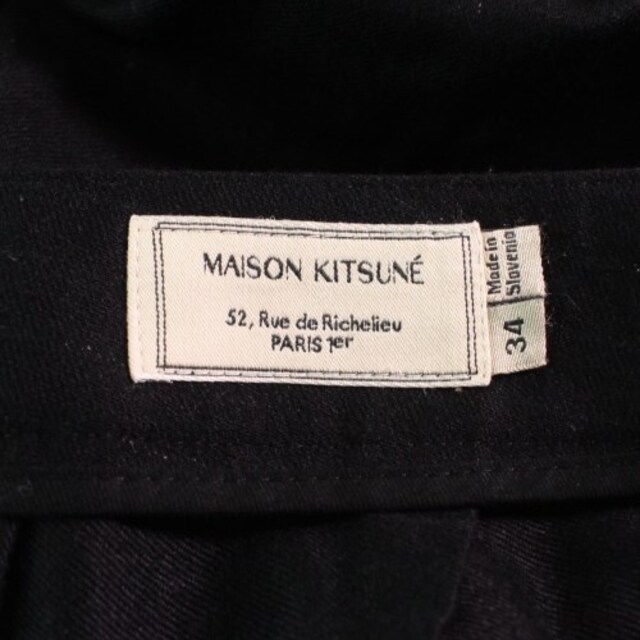 MAISON KITSUNÉ
52, Rue de Richelieu
PARIS 1er
Made in
Slovenia
34